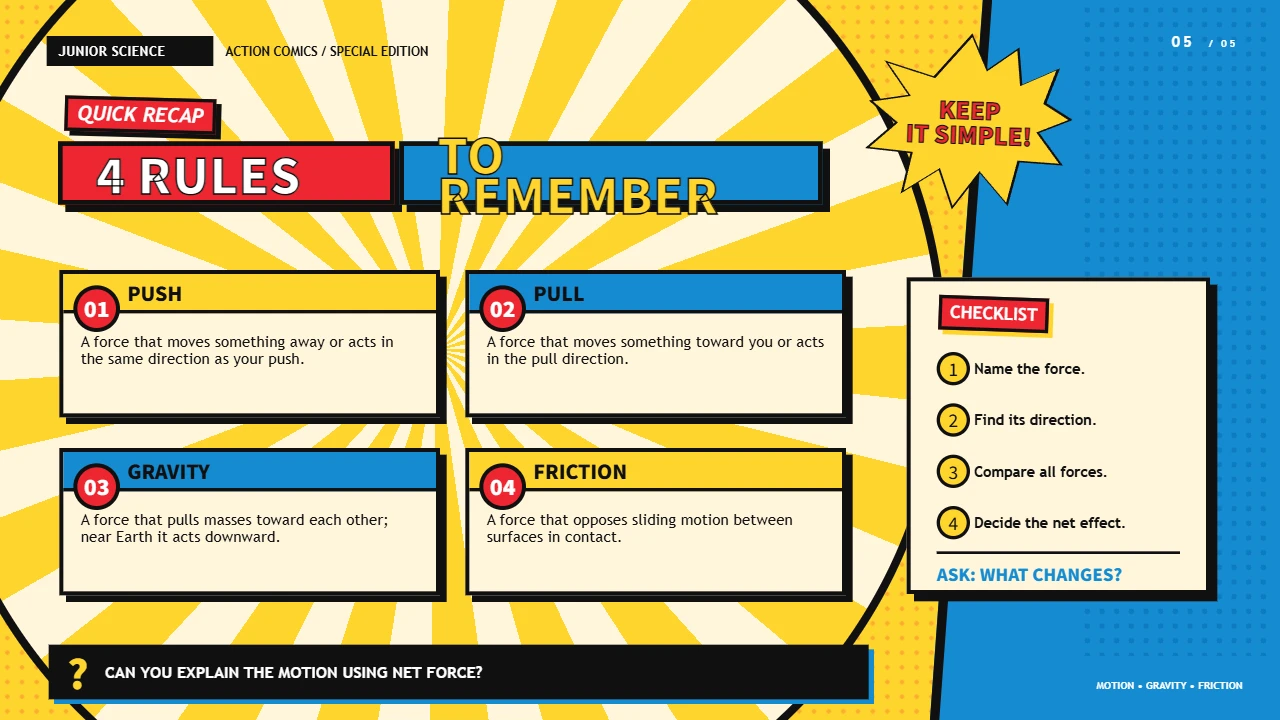 JUNIOR SCIENCE
ACTION COMICS / SPECIAL EDITION
05 / 05
QUICK RECAP
4 RULES
TO
REMEMBER
KEEP
IT SIMPLE!
01
PUSH
A force that moves something away or acts in
the same direction as your push.
02
PULL
A force that moves something toward you or acts
in the pull direction.
03
GRAVITY
A force that pulls masses toward each other;
near Earth it acts downward.
04
FRICTION
A force that opposes sliding motion between
surfaces in contact.
CHECKLIST
1 Name the force.
2 Find its direction.
3 Compare all forces.
4 Decide the net effect.
ASK: WHAT CHANGES?
? CAN YOU EXPLAIN THE MOTION USING NET FORCE?
MOTION • GRAVITY • FRICTION